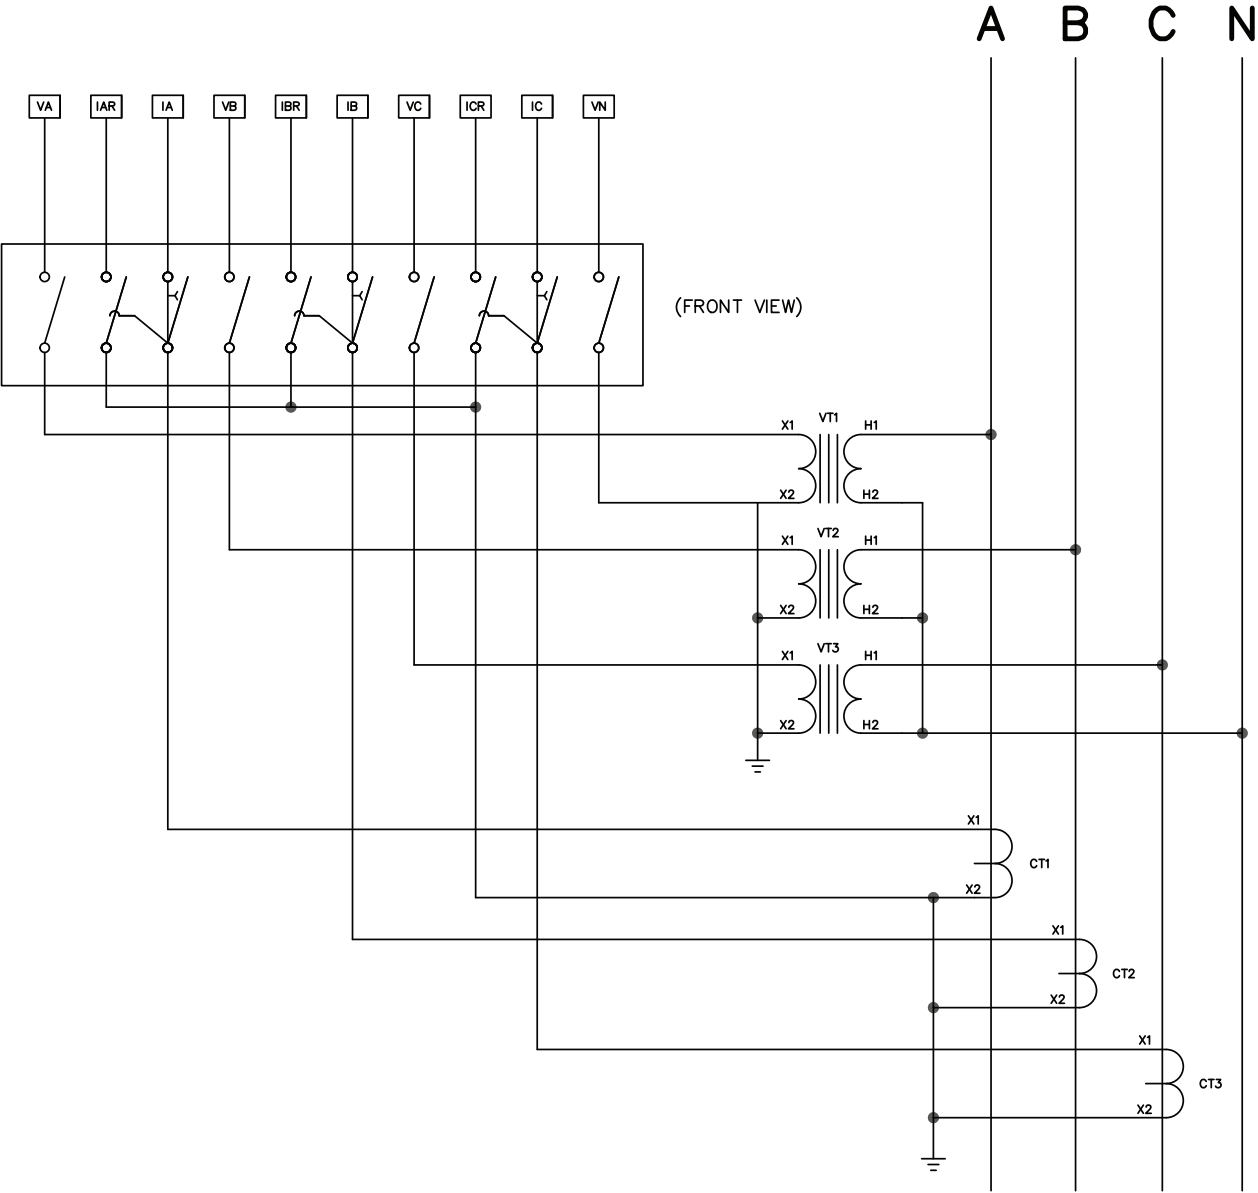 A B C N
VA IAR IA VB IBR IB VC ICR IC VN
(FRONT VIEW)
VT1
X1 H1
X2 H2
VT2
X1 H1
X2 H2
VT3
X1 H1
X2 H2
X1
CT1
X2
X1
CT2
X2
X1
CT3
X2